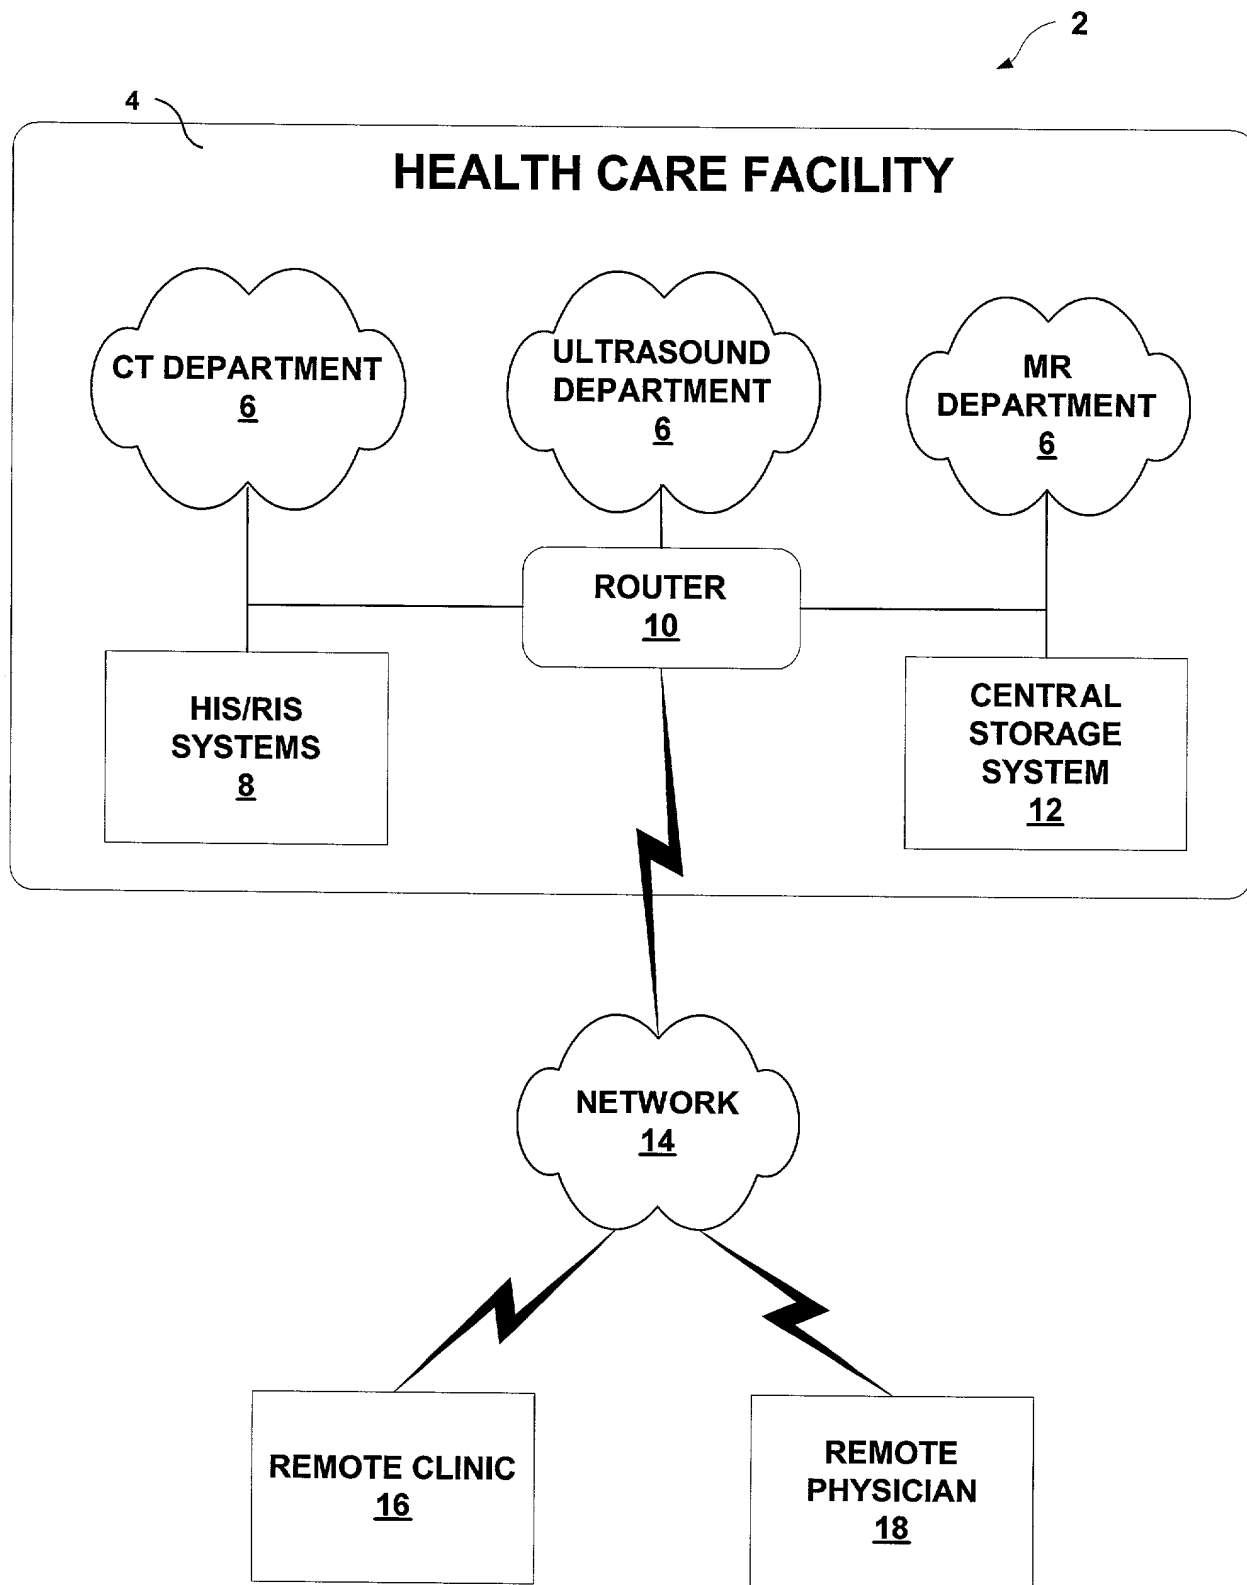 2
4
HEALTH CARE FACILITY
CT DEPARTMENT
6
ULTRASOUND
DEPARTMENT
6
MR
DEPARTMENT
6
ROUTER
10
HIS/RIS
SYSTEMS
8
CENTRAL
STORAGE
SYSTEM
12
NETWORK
14
REMOTE CLINIC
16
REMOTE
PHYSICIAN
18